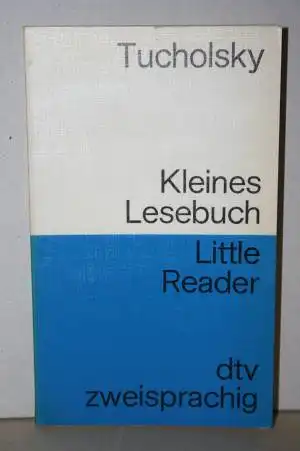 Tucholsky
Kleines
Lesebuch
Little
Reader
dtv
zweisprachig